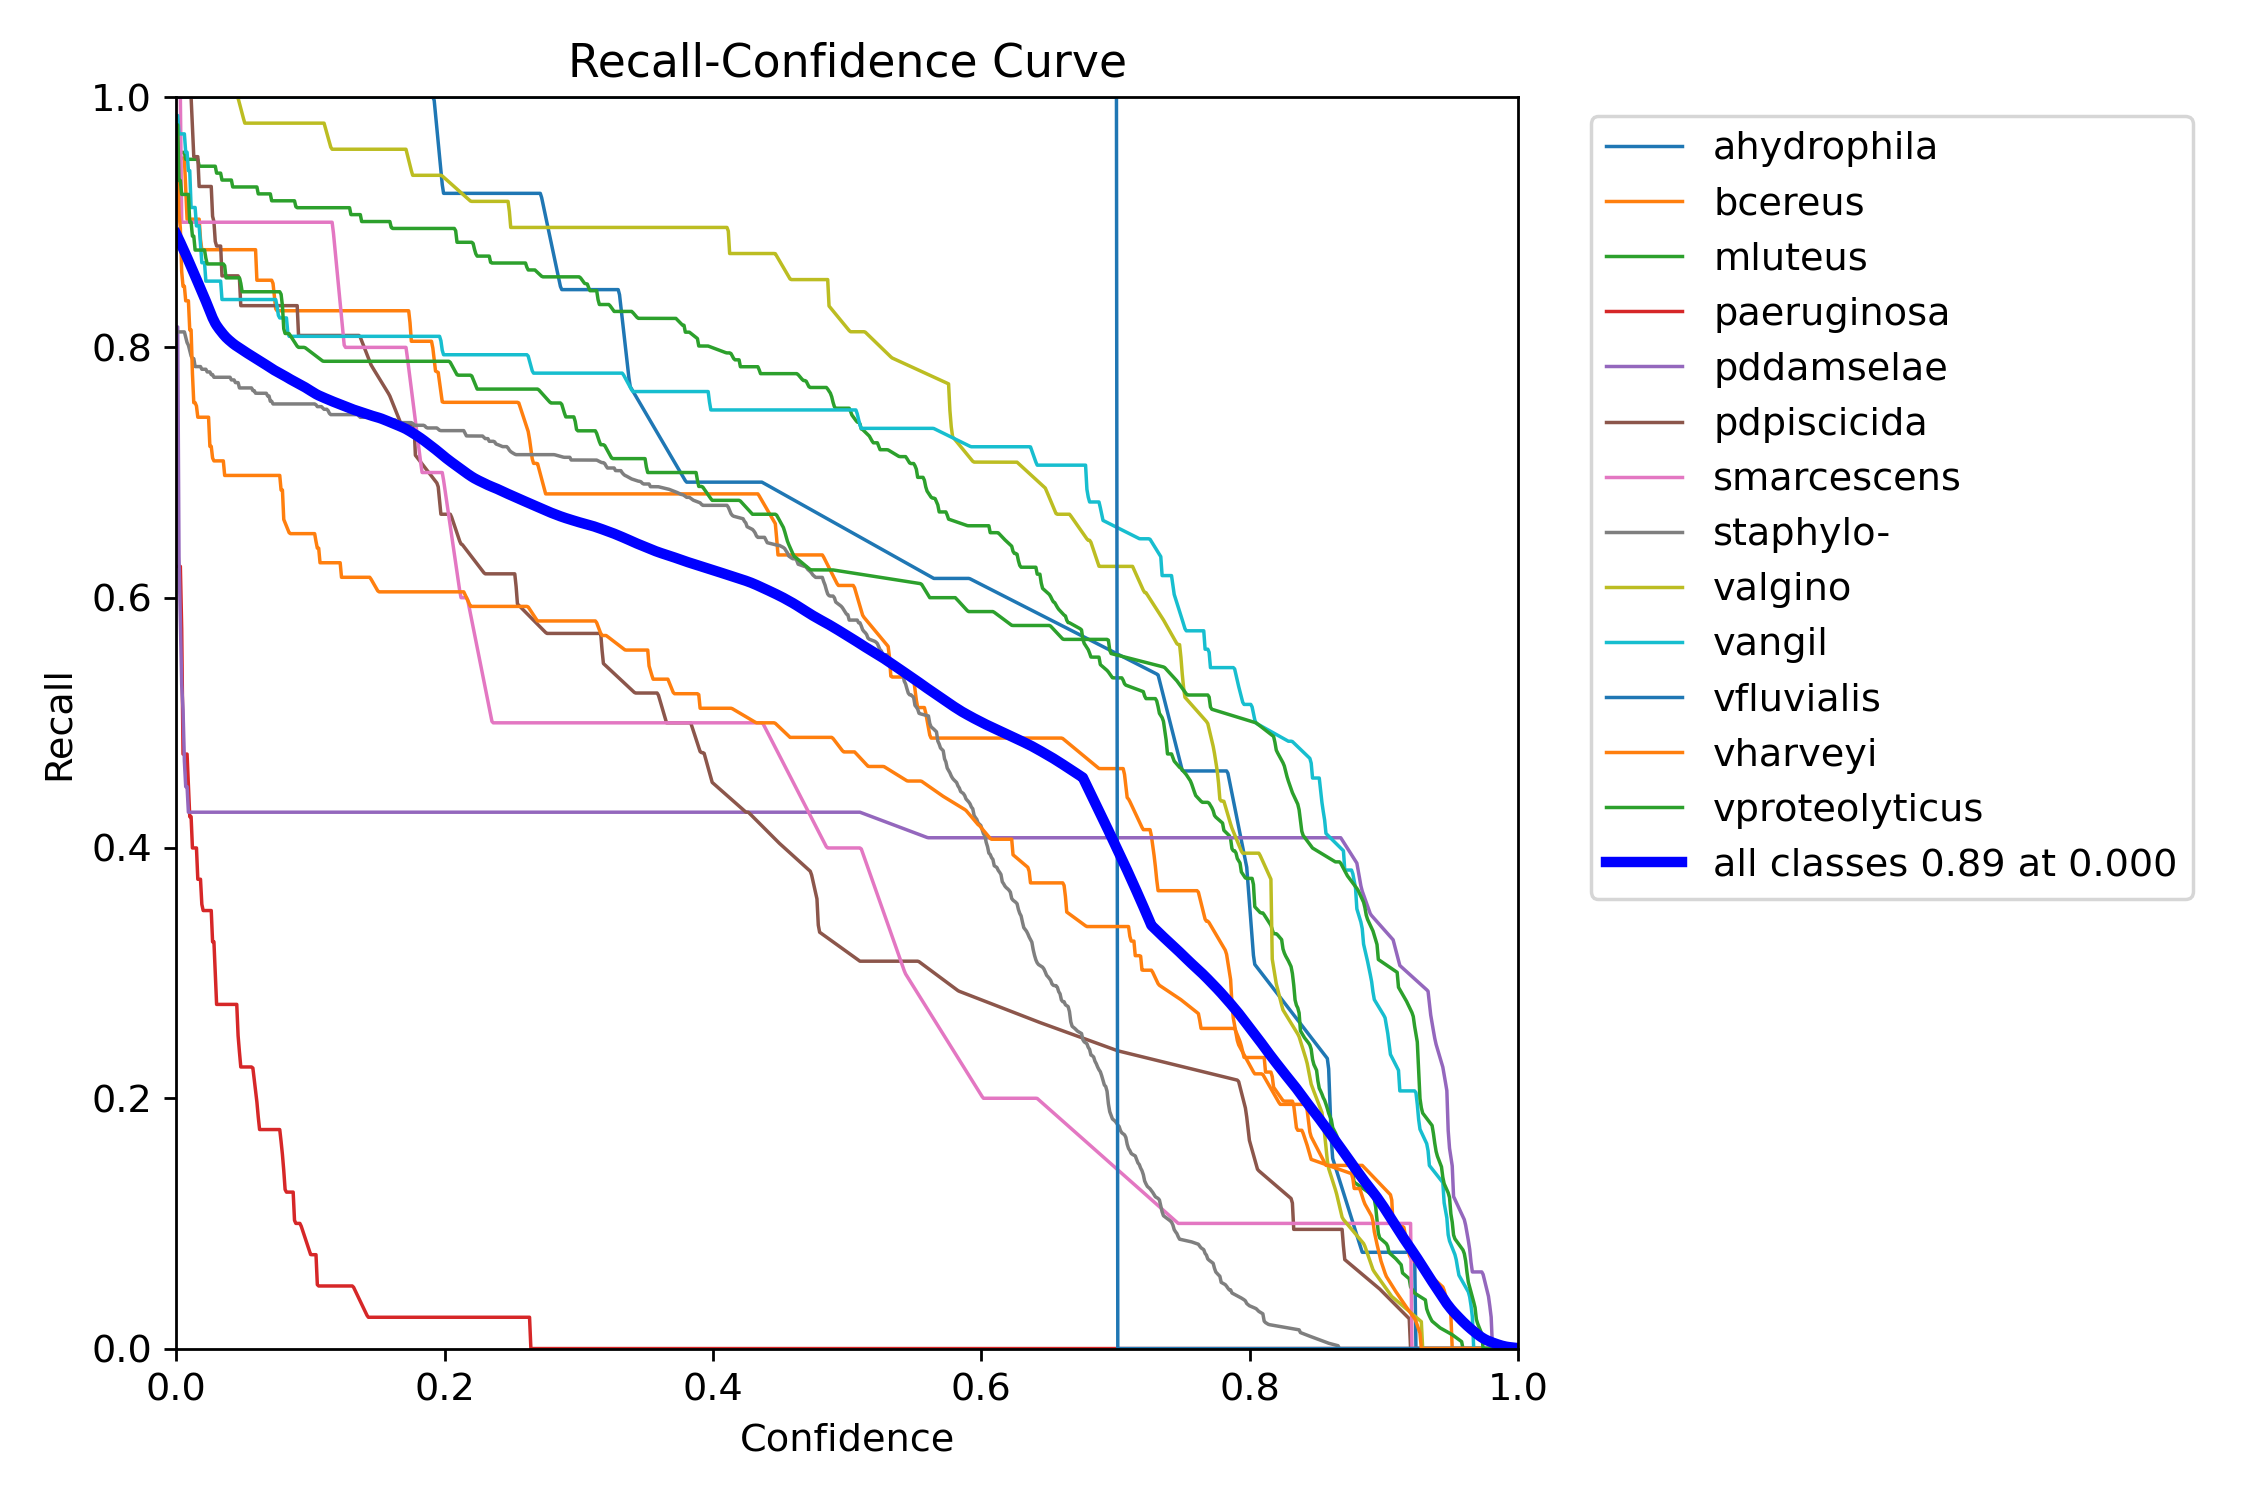 Recall-Confidence Curve
1.0
0.8
0.6
0.4
0.2
0.0
Recall
0.0 0.2 0.4 0.6 0.8 1.0
Confidence
ahydrophila
bcereus
mluteus
paeruginosa
pddamselae
pdpiscicida
smarcescens
staphylo-
valgino
vangil
vfluvialis
vharveyi
vproteolyticus
all classes 0.89 at 0.000